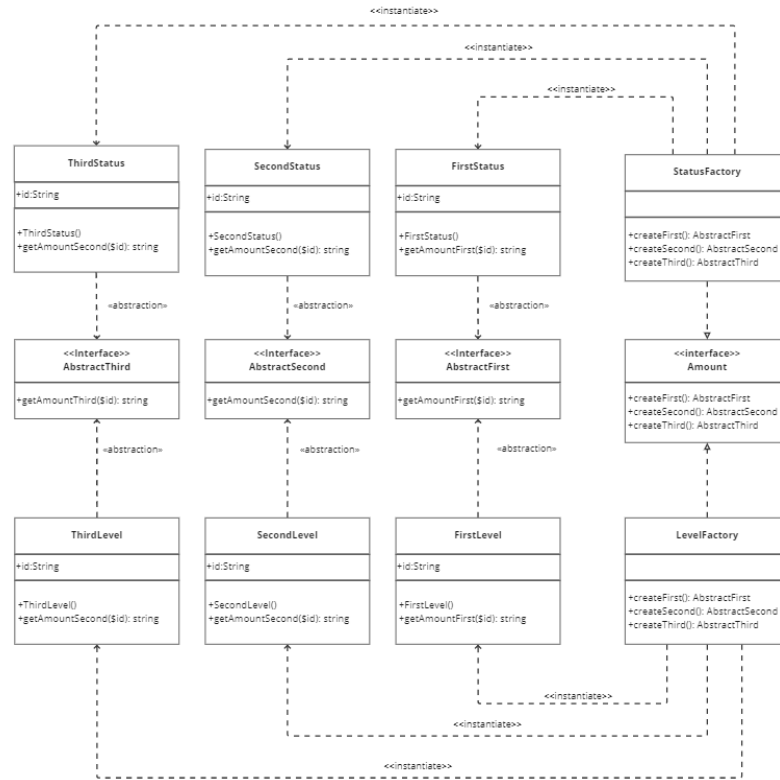 <<instantiate>>
<<instantiate>>
<<instantiate>>
ThirdStatus
+id:String
+ThirdStatus()
+getAmountSecond($id): string
SecondStatus
+id:String
+SecondStatus()
+getAmountSecond($id): string
FirstStatus
+id:String
+FirstStatus()
+getAmountFirst($id): string
StatusFactory
+createFirst(): AbstractFirst
+createSecond(): AbstractSecond
+createThird(): AbstractThird
«abstraction»
«abstraction»
«abstraction»
<<Interface>>
AbstractThird
+getAmountThird($id): string
<<Interface>>
AbstractSecond
+getAmountSecond($id): string
<<Interface>>
AbstractFirst
+getAmountFirst($id): string
<<interface>>
Amount
+createFirst(): AbstractFirst
+createSecond(): AbstractSecond
+createThird(): AbstractThird
«abstraction»
«abstraction»
«abstraction»
ThirdLevel
+id:String
+ThirdLevel()
+getAmountSecond($id): string
SecondLevel
+id:String
+SecondLevel()
+getAmountSecond($id): string
FirstLevel
+id:String
+FirstLevel()
+getAmountFirst($id): string
LevelFactory
+createFirst(): AbstractFirst
+createSecond(): AbstractSecond
+createThird(): AbstractThird
<<instantiate>>
<<instantiate>>
<<instantiate>>